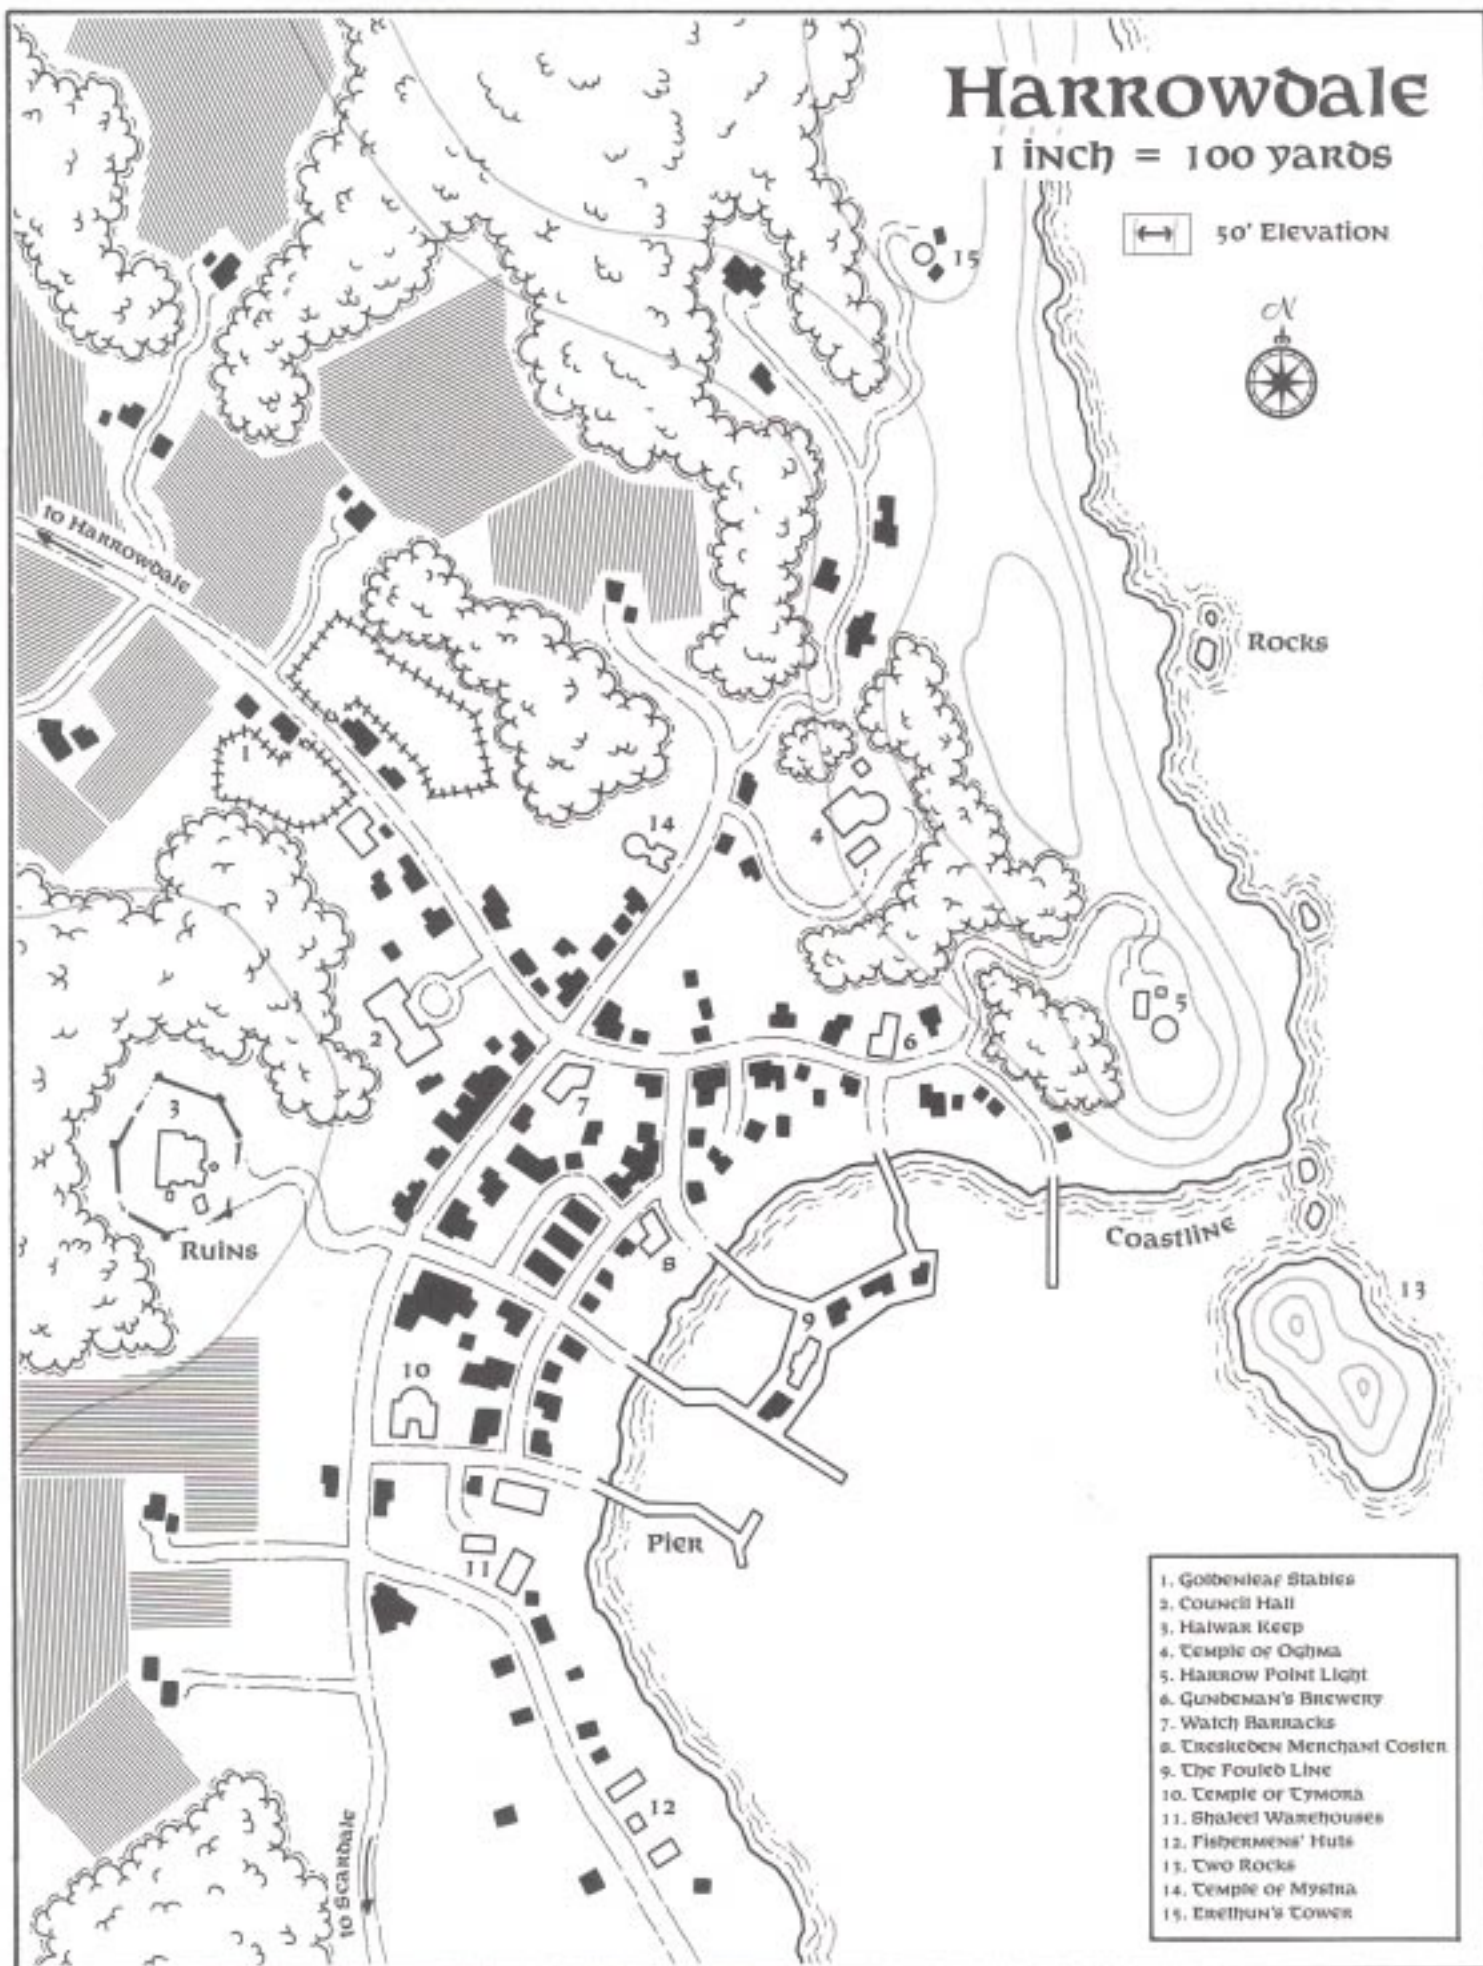 Harrowdale
1 inch = 100 yards
50' Elevation
N
15
to Harrowdale
Rocks
1
14
4
2
5
6
7
3
Ruins
8
Coastline
13
9
10
Pier
11
12
to Scardale
1. Goldenleaf Stables
2. Council Hall
3. Halwar Keep
4. Temple of Oghma
5. Harrow Point Light
6. Gundeman's Brewery
7. Watch Barracks
8. Treskeden Merchant Coster
9. The Fouled Line
10. Temple of Tymora
11. Shaleel Warehouses
12. Fishermens' Huts
13. Two Rocks
14. Temple of Mystra
15. Erethun's Tower